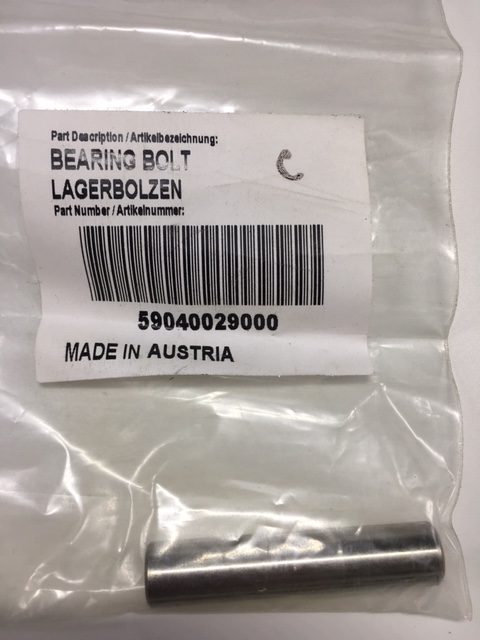 Part Description / Artikelbezeichnung:
BEARING BOLT
LAGERBOLZEN
Part Number / Artikelnummer:
59040029000
MADE IN AUSTRIA